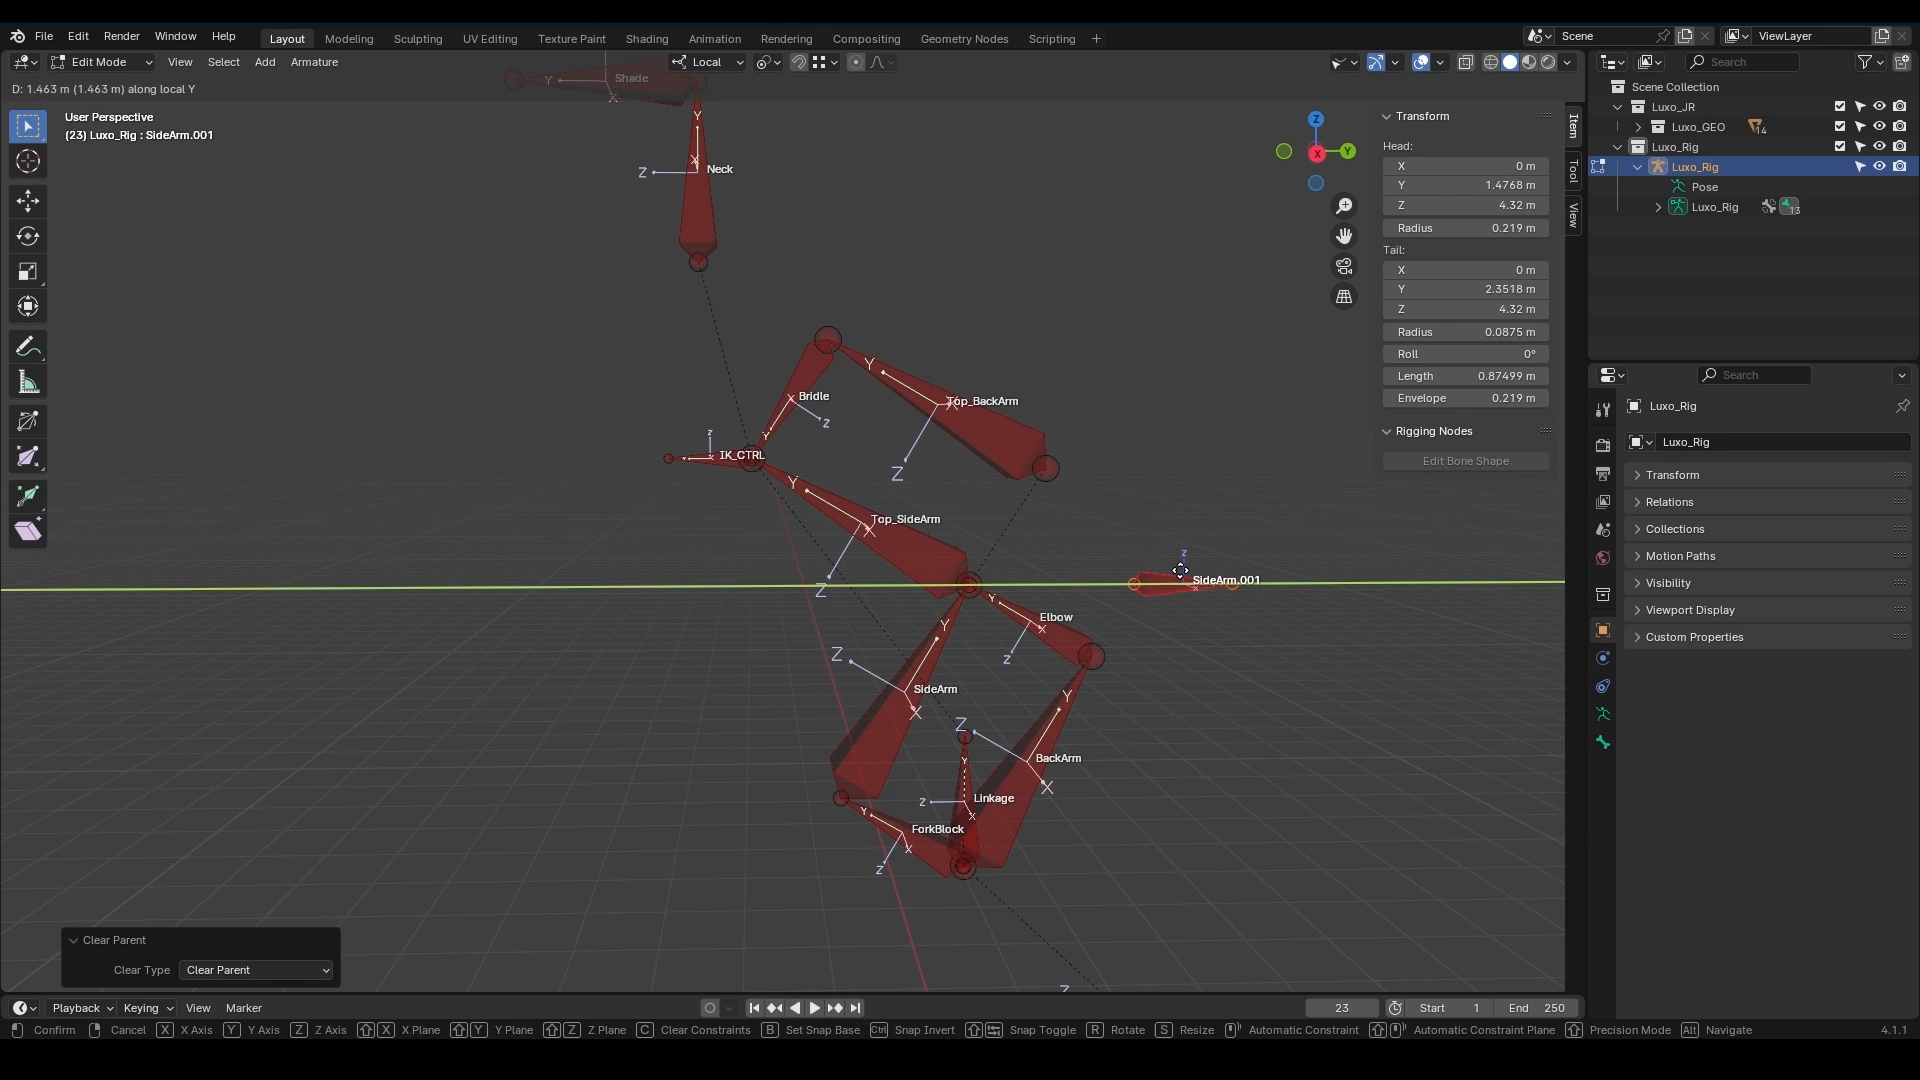 File Edit Render Window Help
Layout Modeling Sculpting UV Editing Texture Paint Shading Animation Rendering Compositing Geometry Nodes Scripting
Scene
ViewLayer
Edit Mode View Select Add Armature
Local
D: 1.463 m (1.463 m) along local Y
User Perspective
(23) Luxo_Rig : SideArm.001
Shade
Y
X
Y
X
Z
Neck
Y
Bridle
Z
Y
Top_BackArm
X
Z
Z
IK_CTRL
Y
Y
Top_SideArm
X
Z
Z
SideArm.001
X
Y
Elbow
X
Z
Y
Z
SideArm
X
Y
Z
BackArm
X
Y
Z
Linkage
X
Y
ForkBlock
X
Z
Z
Z
X
Y
Transform
Head:
X 0 m
Y 1.4768 m
Z 4.32 m
Radius 0.219 m
Tail:
X 0 m
Y 2.3518 m
Z 4.32 m
Radius 0.0875 m
Roll 0°
Length 0.87499 m
Envelope 0.219 m
Rigging Nodes
Edit Bone Shape
Item
Tool
View
Search
Scene Collection
Luxo_JR
Luxo_GEO 14
Luxo_Rig
Luxo_Rig
Pose
Luxo_Rig 13
Search
Luxo_Rig
Luxo_Rig
Transform
Relations
Collections
Motion Paths
Visibility
Viewport Display
Custom Properties
Clear Parent
Clear Type Clear Parent
Playback Keying View Marker
23 Start 1 End 250
Confirm Cancel X X Axis Y Y Axis Z Z Axis X X Plane Y Y Plane Z Z Plane C Clear Constraints B Set Snap Base Ctrl Snap Invert Snap Toggle R Rotate S Resize Automatic Constraint Automatic Constraint Plane Precision Mode Alt Navigate 4.1.1